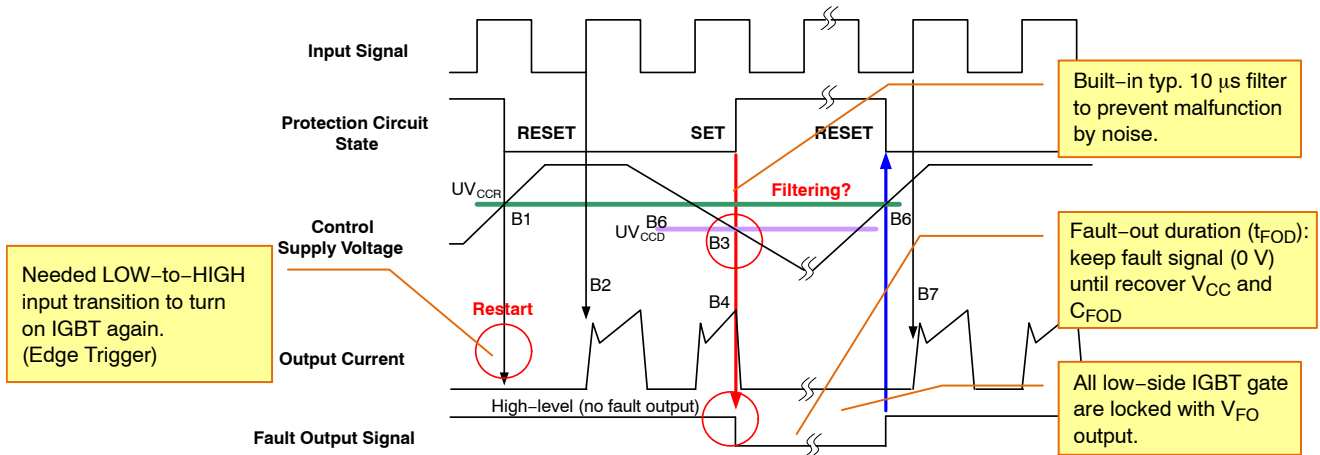 Input Signal
Protection Circuit
State
RESET
SET
RESET
Built−in typ. 10 μs filter
to prevent malfunction
by noise.
UVCCR
Filtering?
B1
B6
UVCCD
B3
B6
Control
Supply Voltage
Needed LOW−to−HIGH
input transition to turn
on IGBT again.
(Edge Trigger)
Fault−out duration (tFOD):
keep fault signal (0 V)
until recover VCC and
CFOD
B2
B4
B7
Restart
Output Current
High−level (no fault output)
Fault Output Signal
All low−side IGBT gate
are locked with VFO
output.